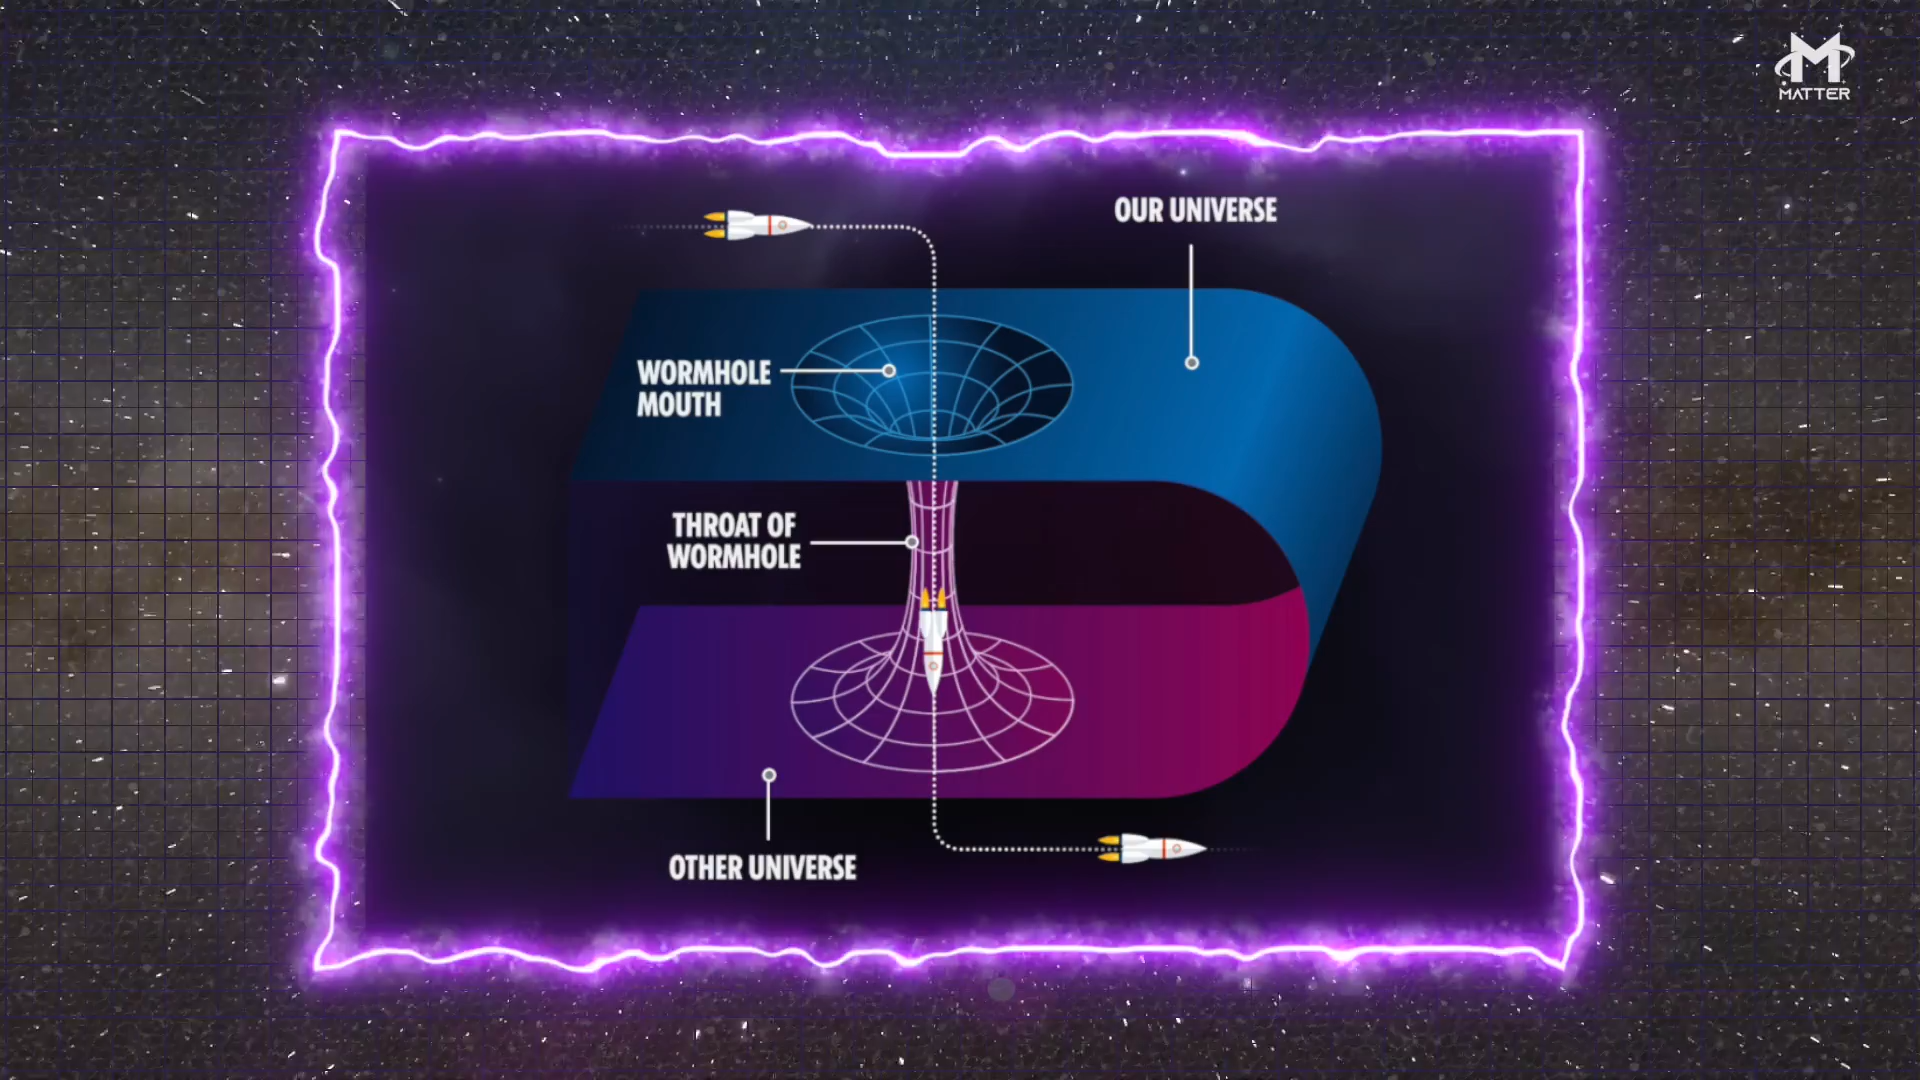 MATTER
OUR UNIVERSE
WORMHOLE
MOUTH
THROAT OF
WORMHOLE
OTHER UNIVERSE